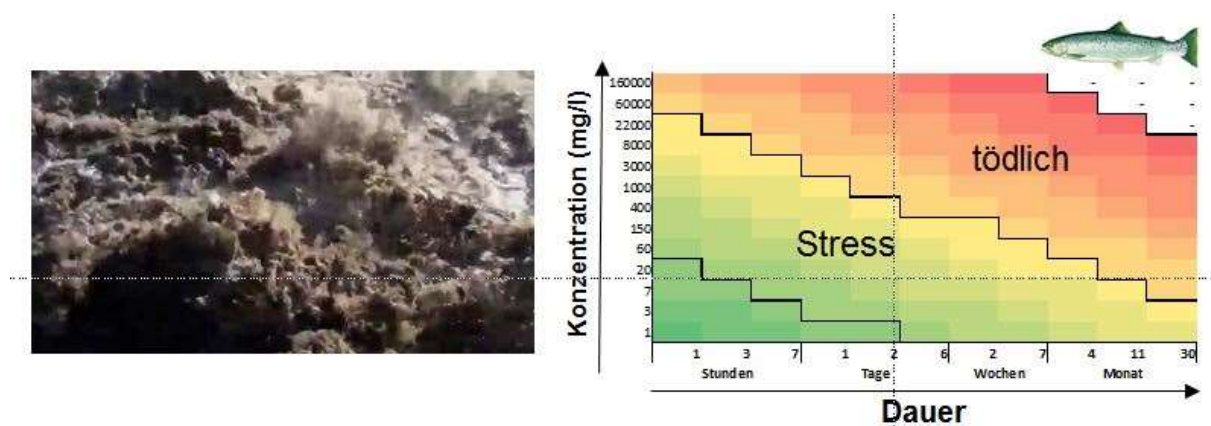 Konzentration (mg/l)
160000 - - -
60000 - -
22000 -
8000
3000
1000
400
150
60
20
7
3
1
tödlich
Stress
1 3 7 1 2 6 2 7 4 11 30
Stunden Tage Wochen Monat
Dauer